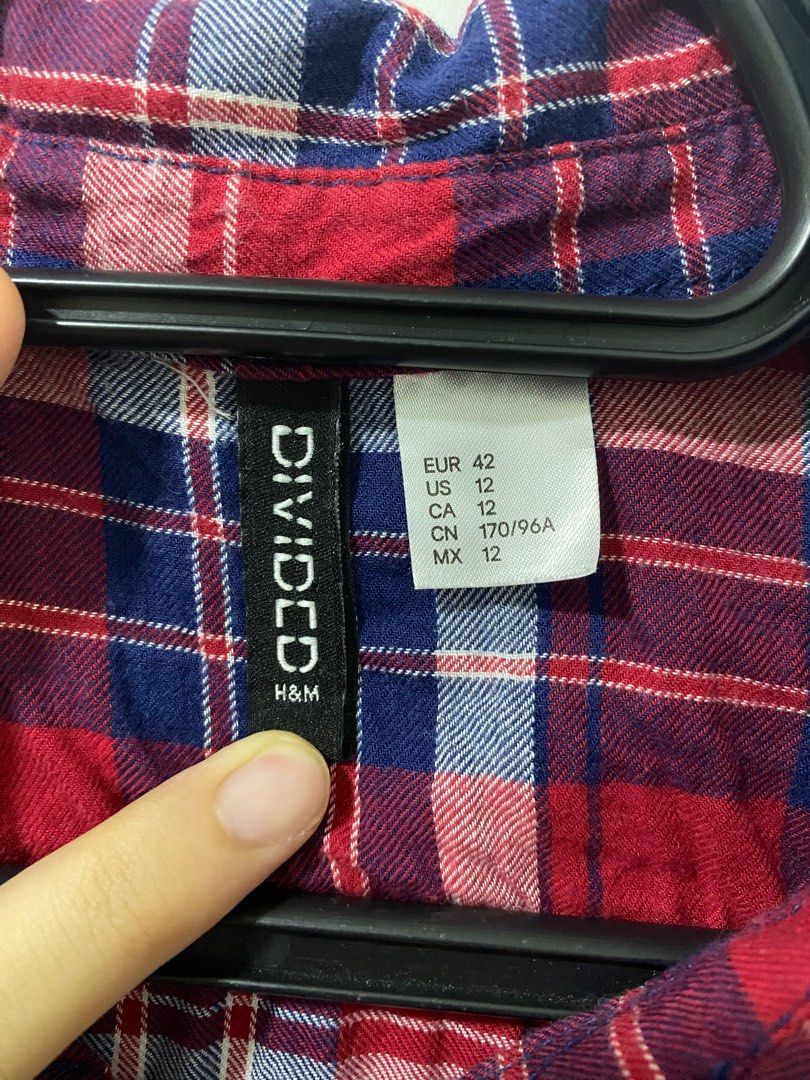 DIVIDED
H&M
EUR 42
US 12
CA 12
CN 170/96A
MX 12